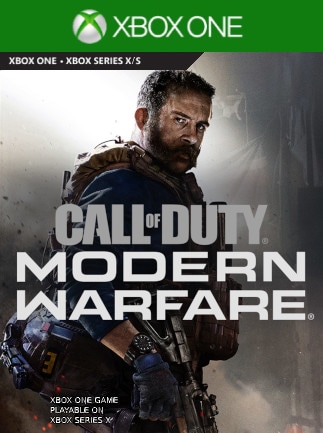 XBOX ONE
XBOX ONE • XBOX SERIES X/S
CALL OF DUTY®
MODERN
WARFARE®
XBOX ONE GAME
PLAYABLE ON
XBOX SERIES X